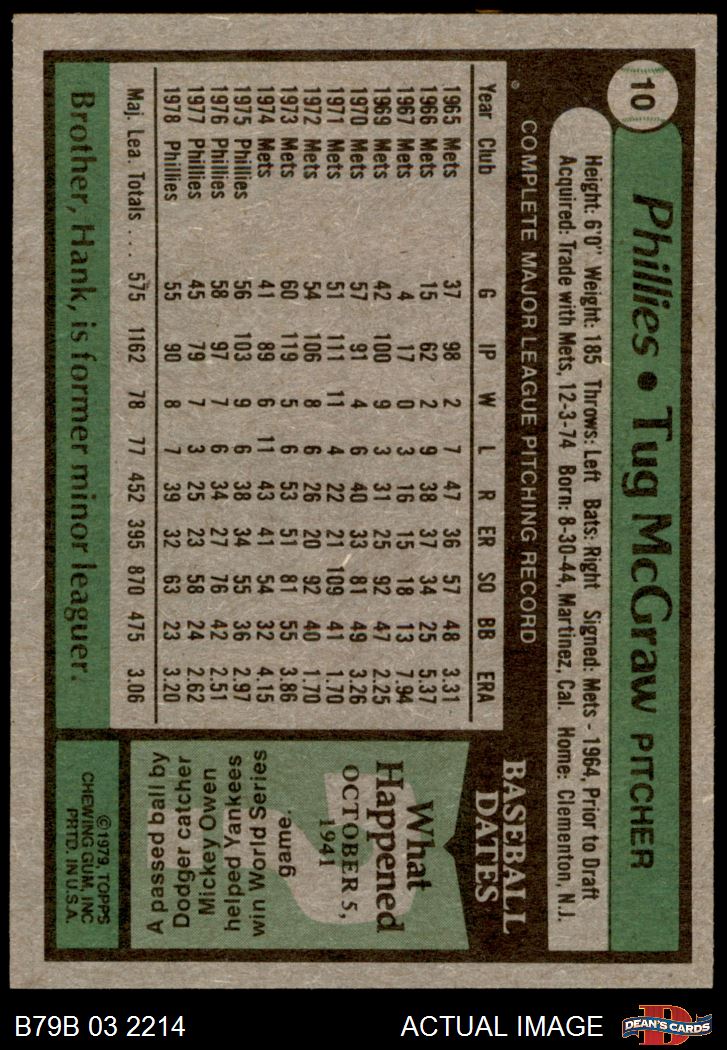 10
Phillies • Tug McGraw PITCHER
Height: 6'0" Weight: 185 Throws: Left Bats: Right Signed: Mets - 1964, Prior to Draft
Acquired: Trade with Mets, 12-3-74 Born: 8-30-44, Martinez, Cal. Home: Clementon, N.J.
COMPLETE MAJOR LEAGUE PITCHING RECORD
Year Club G IP W L R ER SO BB ERA
1965 Mets 37 98 2 7 47 36 57 48 3.31
1966 Mets 15 62 2 9 38 37 34 25 5.37
1967 Mets 4 17 0 3 16 15 18 13 7.94
1969 Mets 42 100 9 3 31 25 92 47 2.25
1970 Mets 57 91 4 6 40 33 81 49 3.26
1971 Mets 51 111 11 4 22 21 109 41 1.70
1972 Mets 54 106 8 6 26 20 92 40 1.70
1973 Mets 60 119 5 6 53 51 81 55 3.86
1974 Mets 41 89 6 11 43 41 54 32 4.15
1975 Phillies 56 103 9 6 38 34 55 36 2.97
1976 Phillies 58 97 7 6 34 27 76 42 2.51
1977 Phillies 45 79 7 3 25 23 58 24 2.62
1978 Phillies 55 90 8 7 39 32 63 23 3.20
Maj. Lea. Totals . . . 575 1162 78 77 452 395 870 475 3.06
Brother, Hank, is former minor leaguer.
BASEBALL
DATES
What
Happened
OCTOBER 5,
1941
?
A passed ball by
Dodger catcher
Mickey Owen
helped Yankees
win World Series
game.
©1979, TOPPS
CHEWING GUM, INC
PRTD. IN U.S.A.
B79B 03 2214
ACTUAL IMAGE
D
DEAN'S CARDS